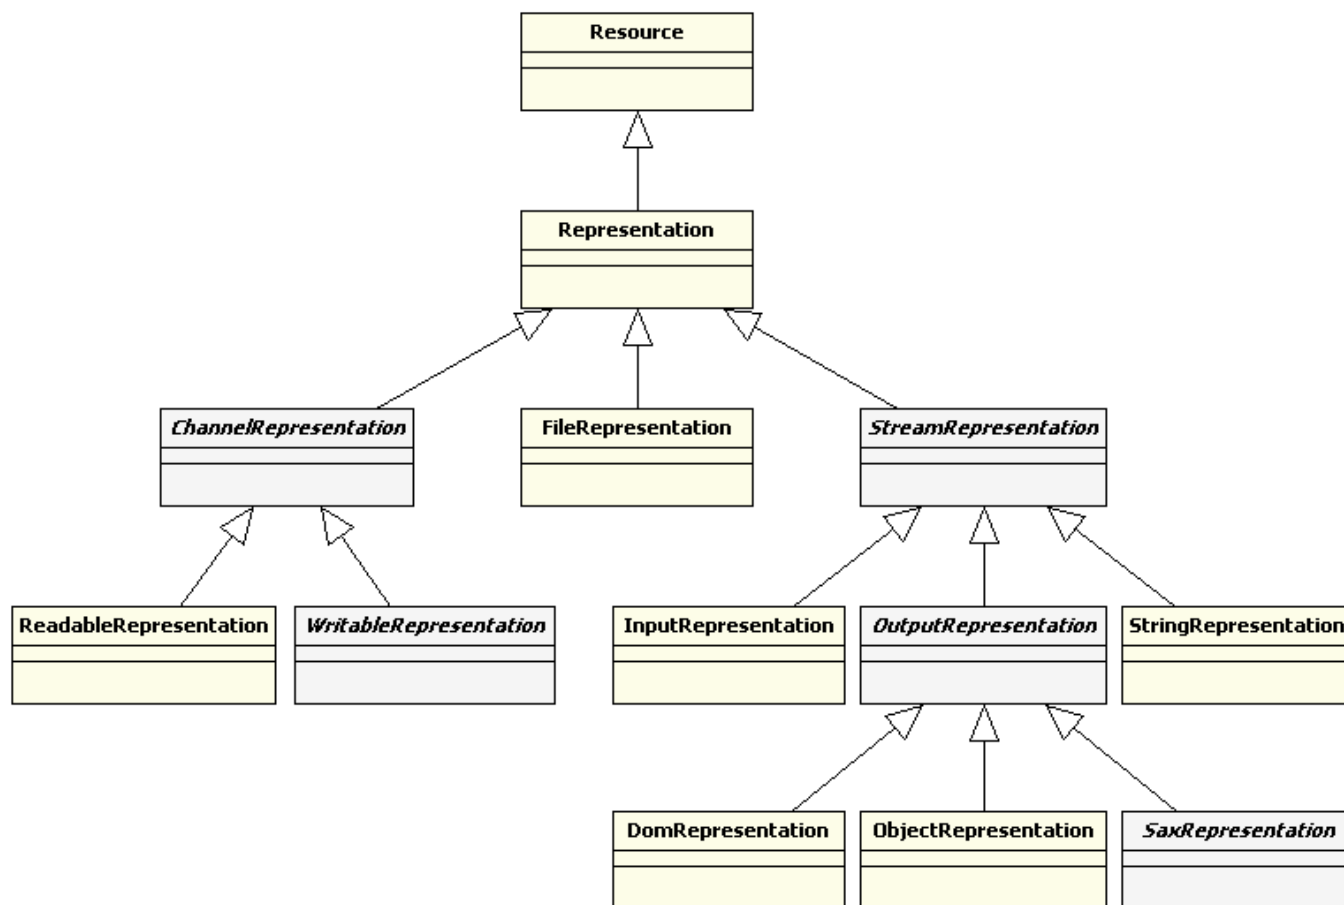 Resource
Representation
ChannelRepresentation
FileRepresentation
StreamRepresentation
ReadableRepresentation
WritableRepresentation
InputRepresentation
OutputRepresentation
StringRepresentation
DomRepresentation
ObjectRepresentation
SaxRepresentation